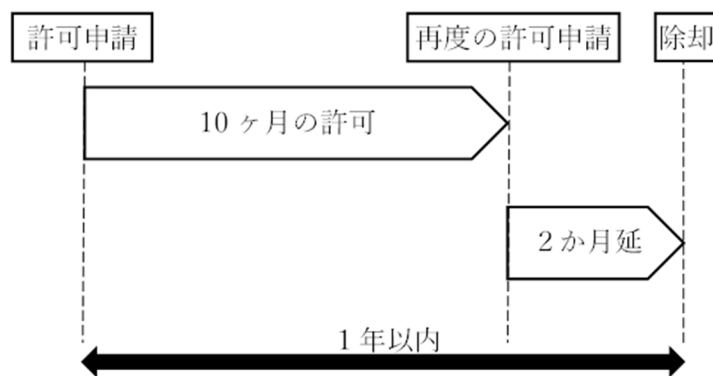 許可申請
再度の許可申請
除却
10ヶ月の許可
2か月延
1年以内